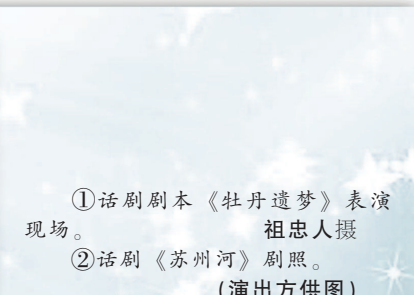 ①话剧剧本《牡丹遗梦》表演
现场。 祖忠人摄
②话剧《苏州河》剧照。
(演出方供图)